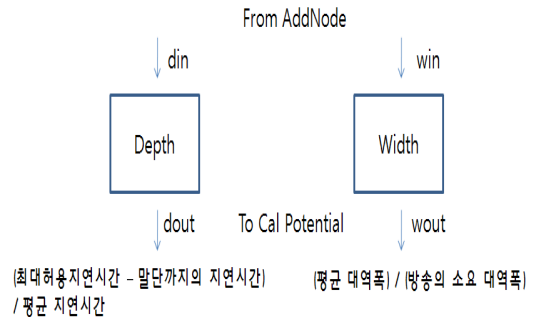 From AddNode
din
win
Depth
Width
dout
To Cal Potential
wout
(최대허용지연시간 – 말단까지의 지연시간)
/ 평균 지연시간
(평균 대역폭) / (방송의 소요 대역폭)